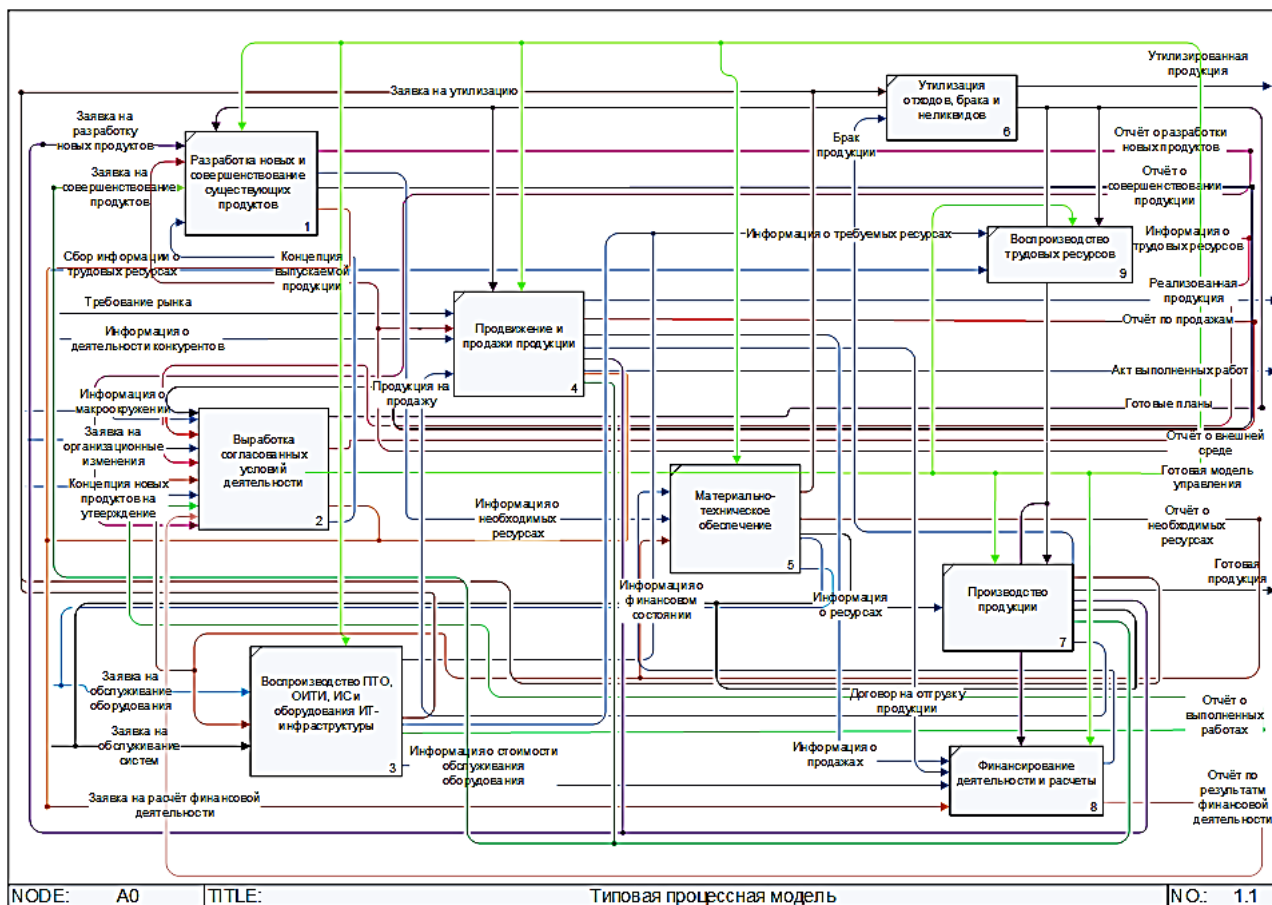 Утилизированная
продукция
Заявка на утилизацию
Утилизация
отходов, брака и
неликвидов
6
Заявка на
разработку
новых продуктов
Брак
продукции
Отчёт о разработки
новых продуктов
Разработка новых и
совершенствование
существующих
продуктов
1
Заявка на
совершенствование
продуктов
Отчёт о
совершенствовании
продукции
Информация о требуемых ресурсах
Воспроизводство
трудовых ресурсов
9
Информация о
трудовых ресурсов
Сбор информации о
трудовых ресурсах
Концепция
выпускаемой
продукции
Реализованная
продукция
Требование рынка
Продвижение и
продажи продукции
4
Отчёт по продажам
Информация о
деятельности конкурентов
Продукция на
продажу
Акт выполненных работ
Информация о
макроокружений
Готовые планы
Выработка
согласованных
условий
деятельности
2
Заявка на
организационные
изменения
Отчёт о внешней
среде
Концепция новых
продуктов на
утверждение
Готовая модель
управления
Материально-
техническое
обеспечение
5
Информация о
необходимых
ресурсах
Отчёт о
необходимых
ресурсах
Готовая
продукция
Информация о
финансовом
состоянии
Информация
о ресурсах
Производство
продукции
7
Заявка на
обслуживание
оборудования
Воспроизводство ПТО,
ОИТИ, ИС и
оборудования ИТ-
инфраструктуры
3
Договор на отгрузку
продукции
Отчёт о
выполненных
работах
Заявка на
обслуживание
систем
Информация о стоимости
обслуживания
оборудования
Информация о
продажах
Финансирование
деятельности и расчеты
8
Заявка на расчёт финансовой
деятельности
Отчёт по
результатм
финансовой
деятельности
NODE: A0 TITLE: Типовая процессная модель NO.: 1.1